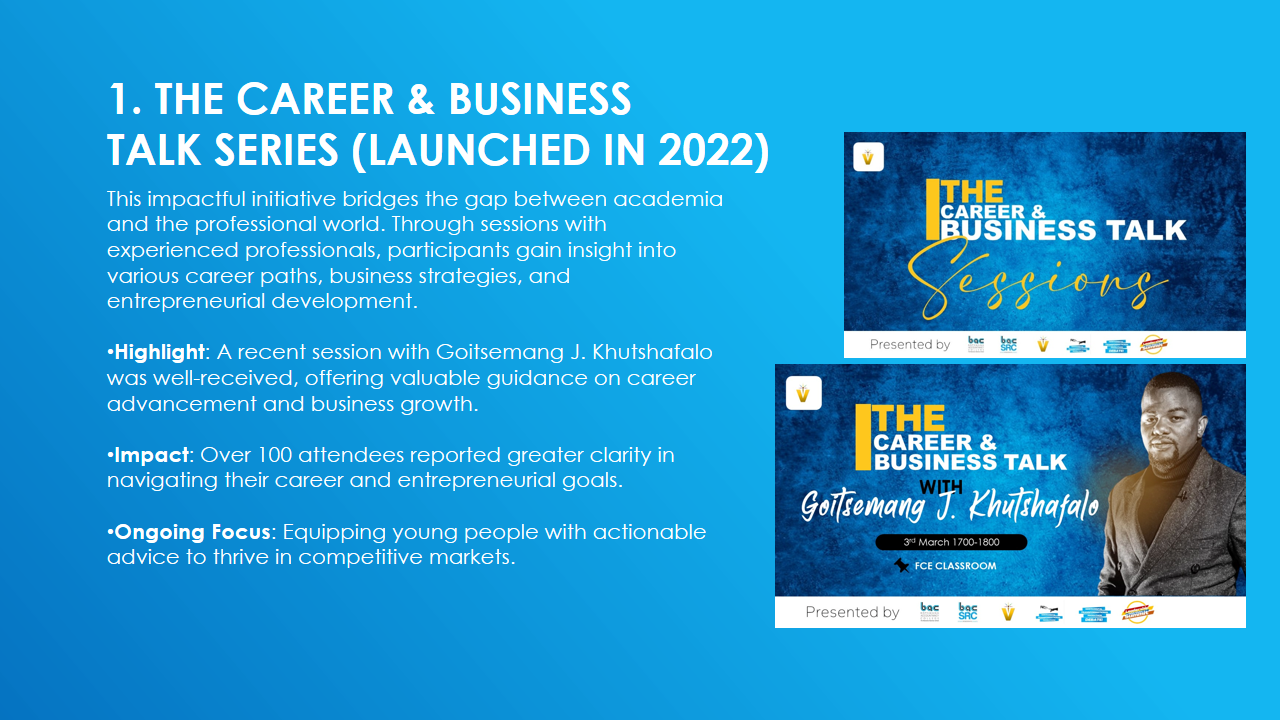 1. THE CAREER & BUSINESS
TALK SERIES (LAUNCHED IN 2022)
This impactful initiative bridges the gap between academia
and the professional world. Through sessions with
experienced professionals, participants gain insight into
various career paths, business strategies, and
entrepreneurial development.
•Highlight: A recent session with Goitsemang J. Khutshafalo
was well-received, offering valuable guidance on career
advancement and business growth.
•Impact: Over 100 attendees reported greater clarity in
navigating their career and entrepreneurial goals.
•Ongoing Focus: Equipping young people with actionable
advice to thrive in competitive markets.
THE
CAREER &
BUSINESS TALK
Sessions
Presented by
bac
bac SRC
THE
CAREER &
BUSINESS TALK
WITH
Goitsemang J. Khutshafalo
3rd March 1700-1800
FCE CLASSROOM
Presented by
bac
bac SRC